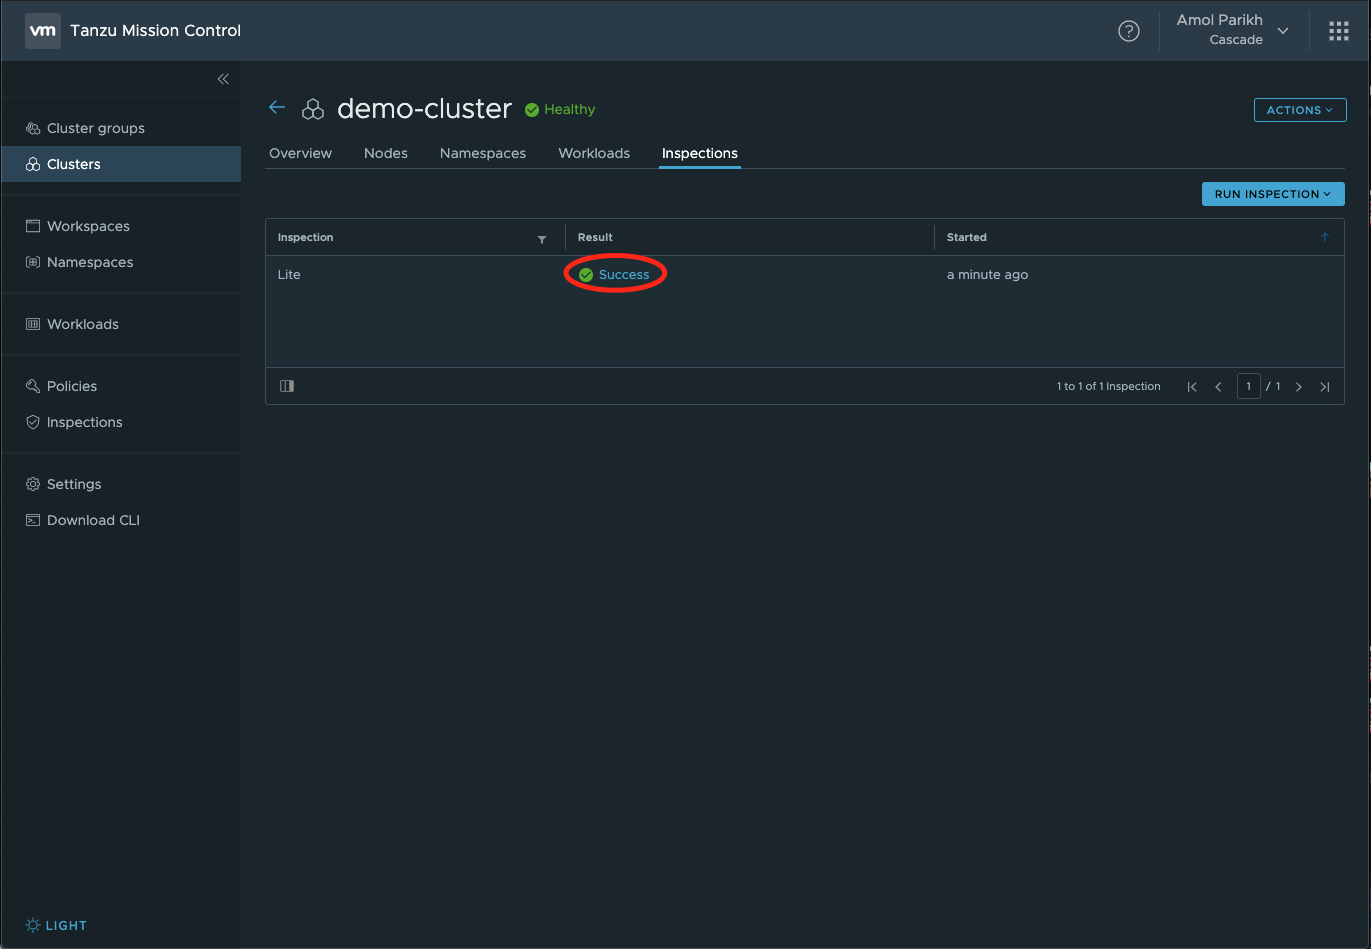 vm Tanzu Mission Control
?
Amol Parikh
Cascade
Cluster groups
Clusters
Workspaces
Namespaces
Workloads
Policies
Inspections
Settings
Download CLI
LIGHT
demo-cluster Healthy
ACTIONS
Overview Nodes Namespaces Workloads Inspections
RUN INSPECTION
Inspection Result Started
Lite Success a minute ago
1 to 1 of 1 Inspection 1 / 1